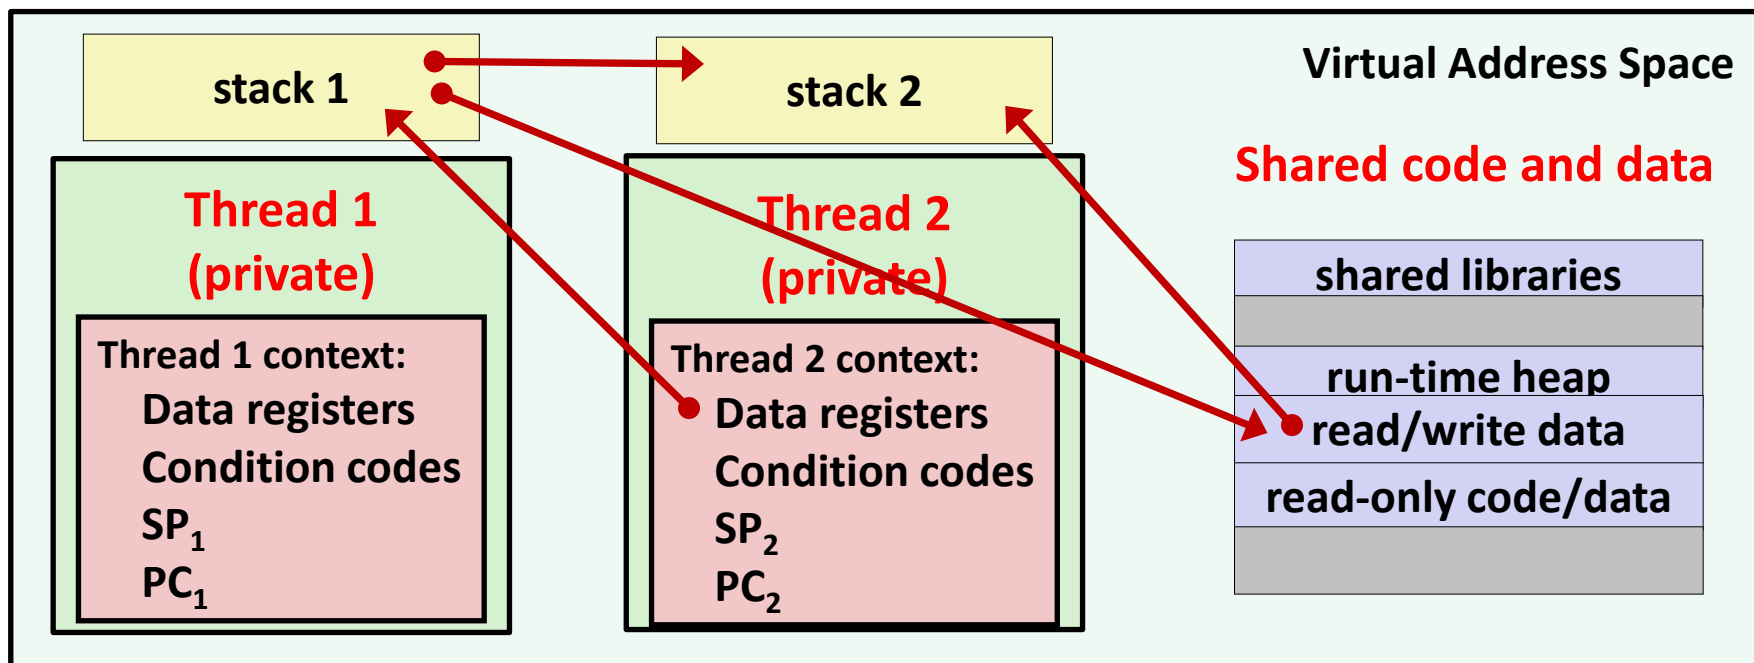 stack 1
stack 2
Virtual Address Space
Shared code and data
Thread 1
(private)
Thread 1 context:
Data registers
Condition codes
SP₁
PC₁
Thread 2
(private)
Thread 2 context:
Data registers
Condition codes
SP₂
PC₂
shared libraries
run-time heap
read/write data
read-only code/data